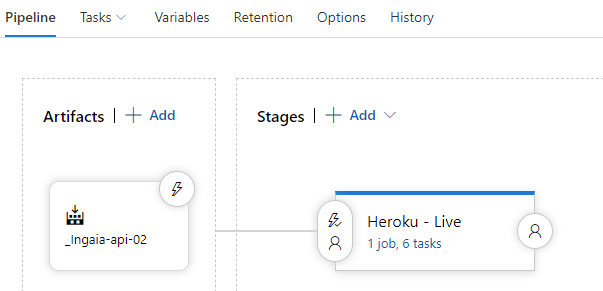 Pipeline Tasks Variables Retention Options History
Artifacts | + Add
Stages | + Add
_Ingaia-api-02
Heroku - Live
1 job, 6 tasks